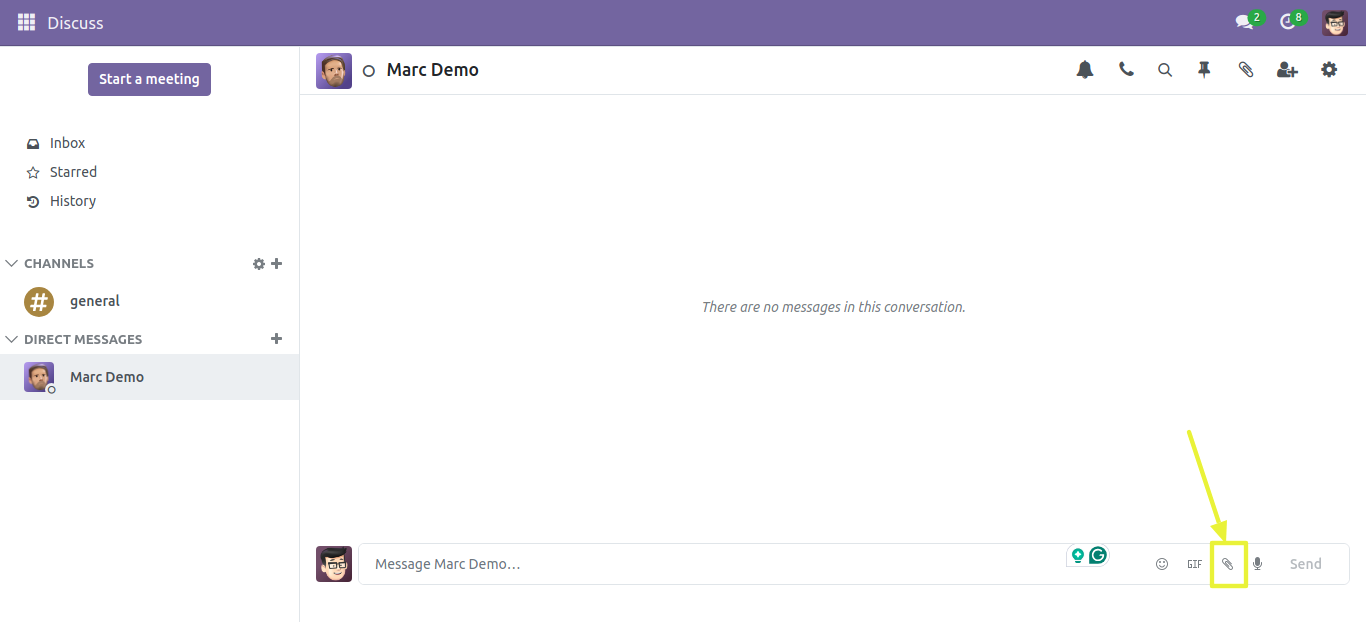 Discuss
2
8
Start a meeting
Marc Demo
Inbox
Starred
History
CHANNELS
general
There are no messages in this conversation.
DIRECT MESSAGES
Marc Demo
Message Marc Demo…
GIF
Send